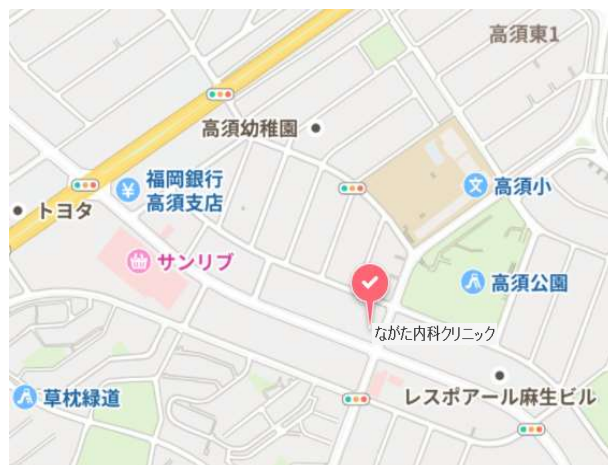 高須東1
高須幼稚園
福岡銀行
高須支店
高須小
トヨタ
サンリブ
高須公園
ながた内科クリニック
レスポアール麻生ビル
草枕緑道